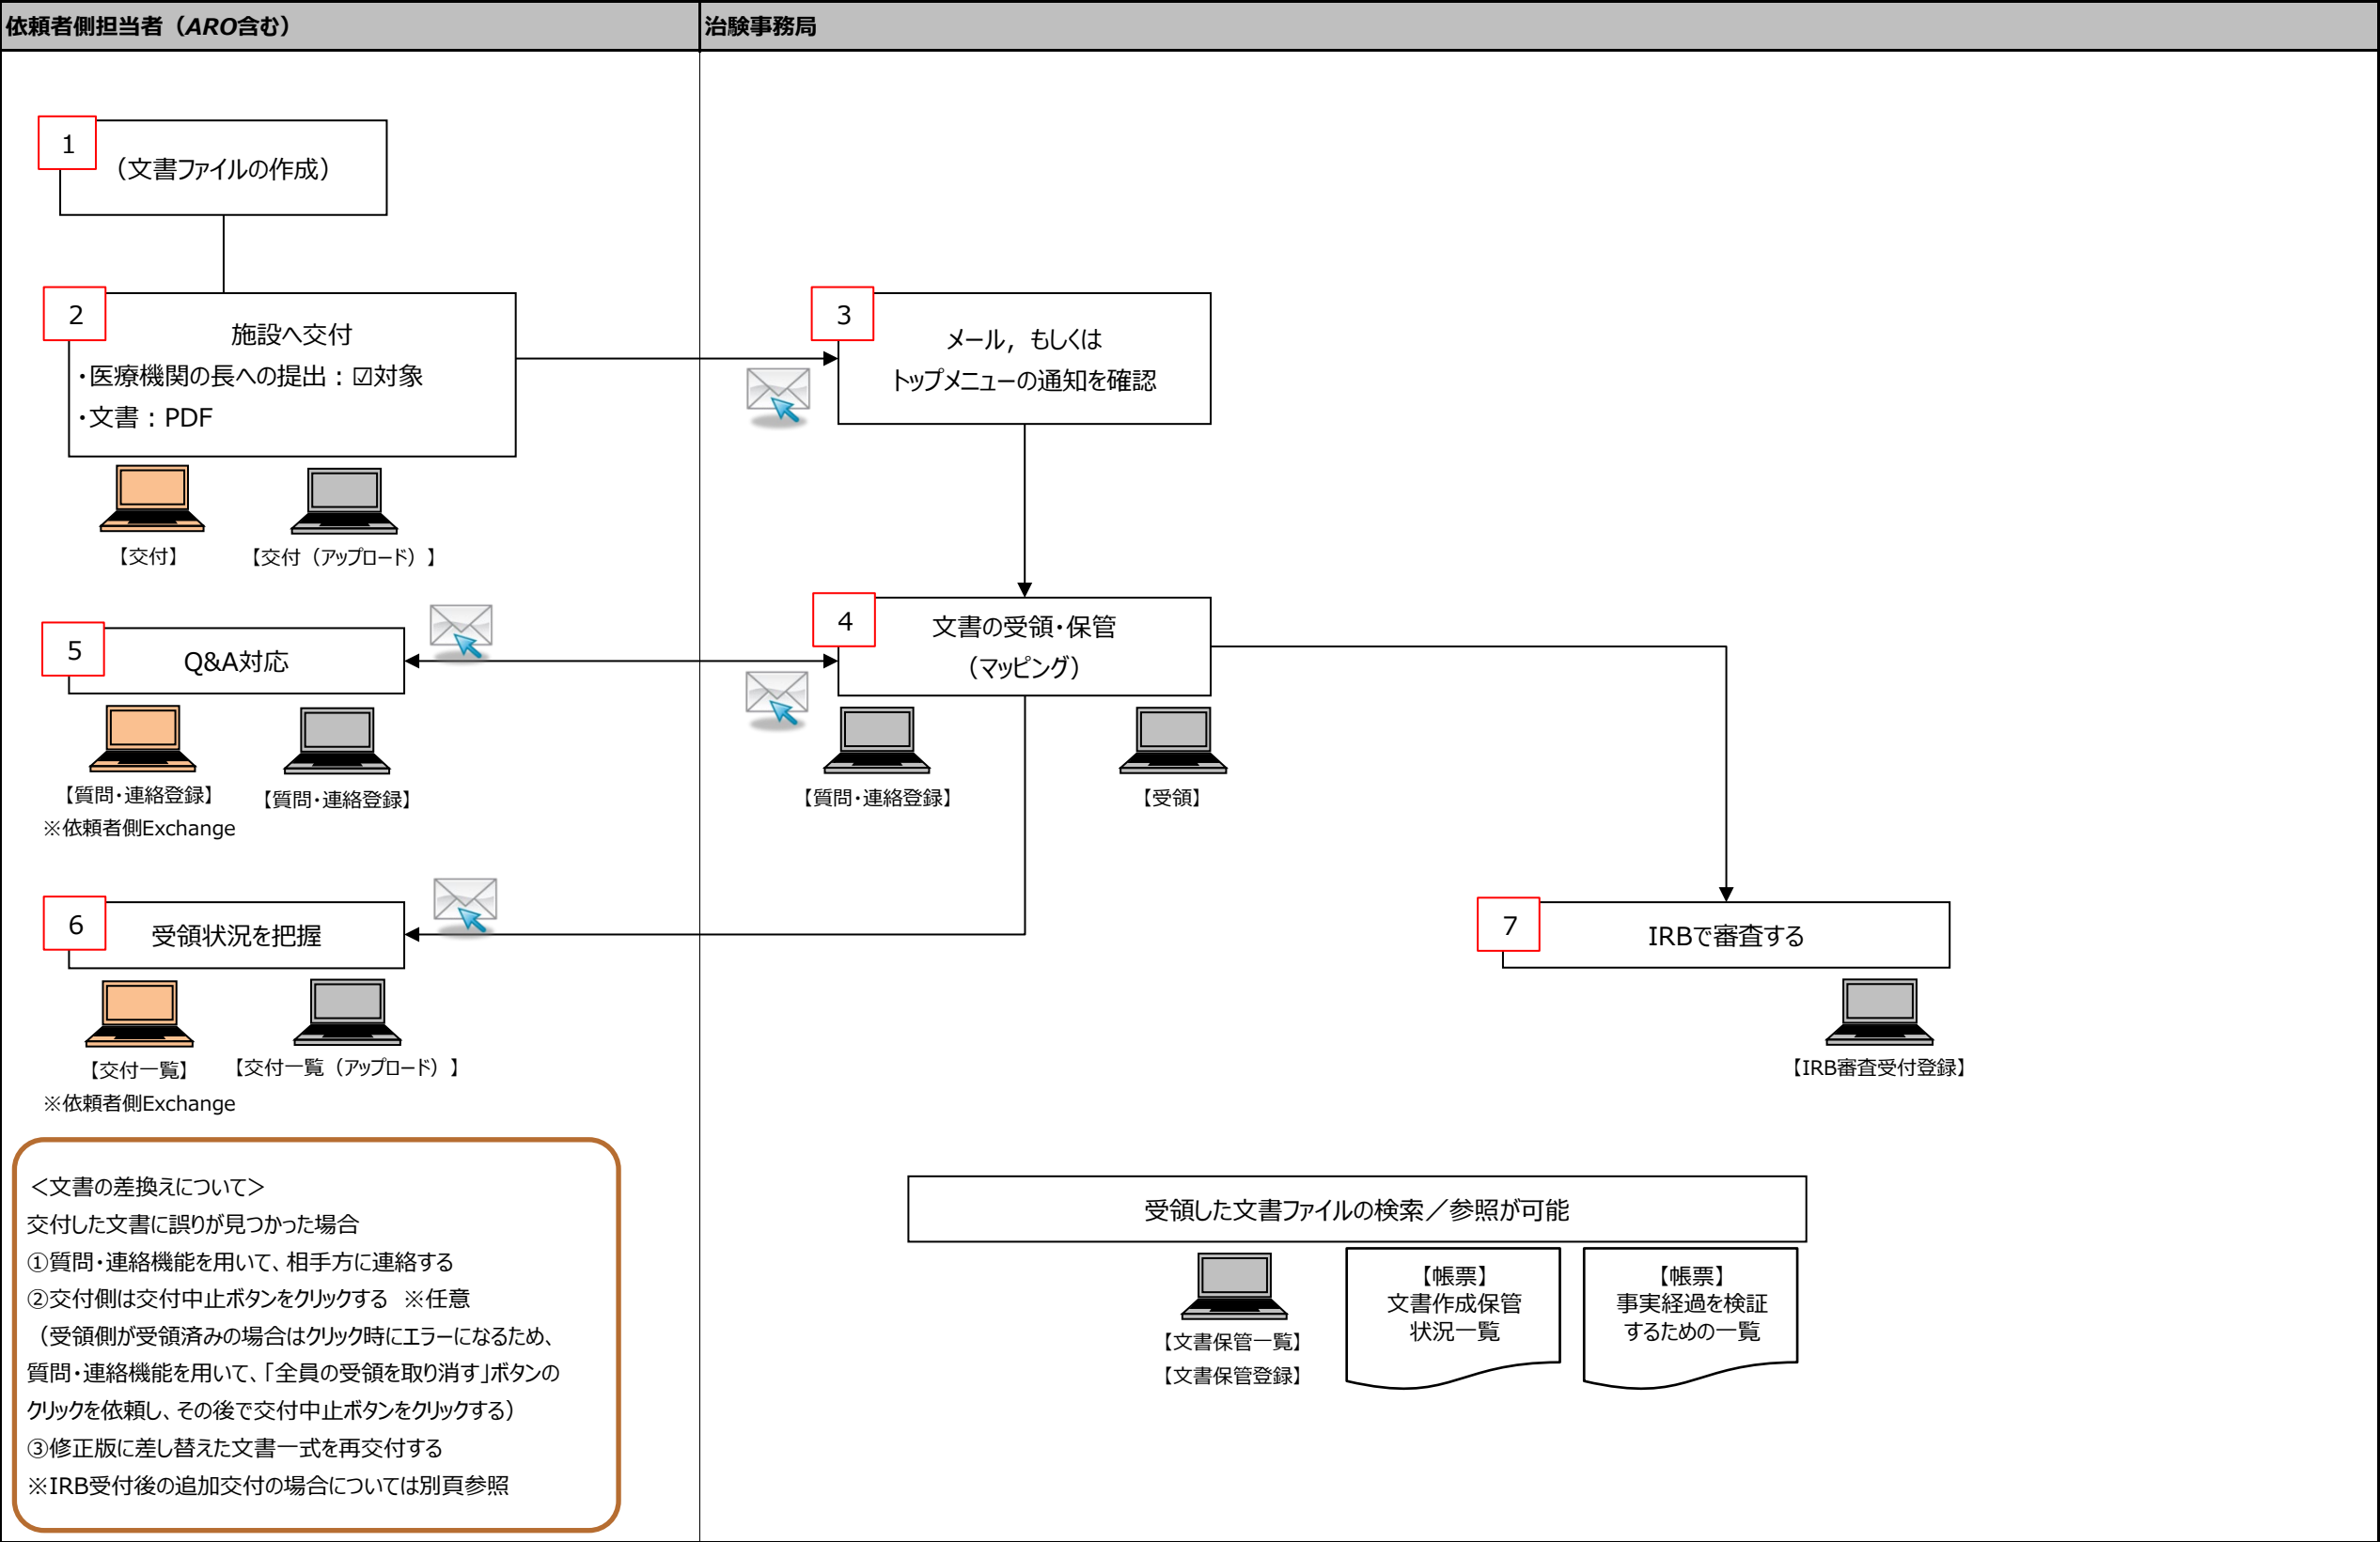 依頼者側担当者（ARO含む）
治験事務局
1
（文書ファイルの作成）
2
施設へ交付
・医療機関の長への提出：☑対象
・文書：PDF
【交付】
【交付（アップロード）】
3
メール，もしくは
トップメニューの通知を確認
4
文書の受領・保管
（マッピング）
【質問・連絡登録】
【受領】
5
Q&A対応
【質問・連絡登録】
※依頼者側Exchange
【質問・連絡登録】
6
受領状況を把握
【交付一覧】
※依頼者側Exchange
【交付一覧（アップロード）】
7
IRBで審査する
【IRB審査受付登録】
＜文書の差換えについて＞
交付した文書に誤りが見つかった場合
①質問・連絡機能を用いて、相手方に連絡する
②交付側は交付中止ボタンをクリックする　※任意
（受領側が受領済みの場合はクリック時にエラーになるため、
質問・連絡機能を用いて、「全員の受領を取り消す」ボタンの
クリックを依頼し、その後で交付中止ボタンをクリックする）
③修正版に差し替えた文書一式を再交付する
※IRB受付後の追加交付の場合については別頁参照
受領した文書ファイルの検索／参照が可能
【文書保管一覧】
【文書保管登録】
【帳票】
文書作成保管
状況一覧
【帳票】
事実経過を検証
するための一覧